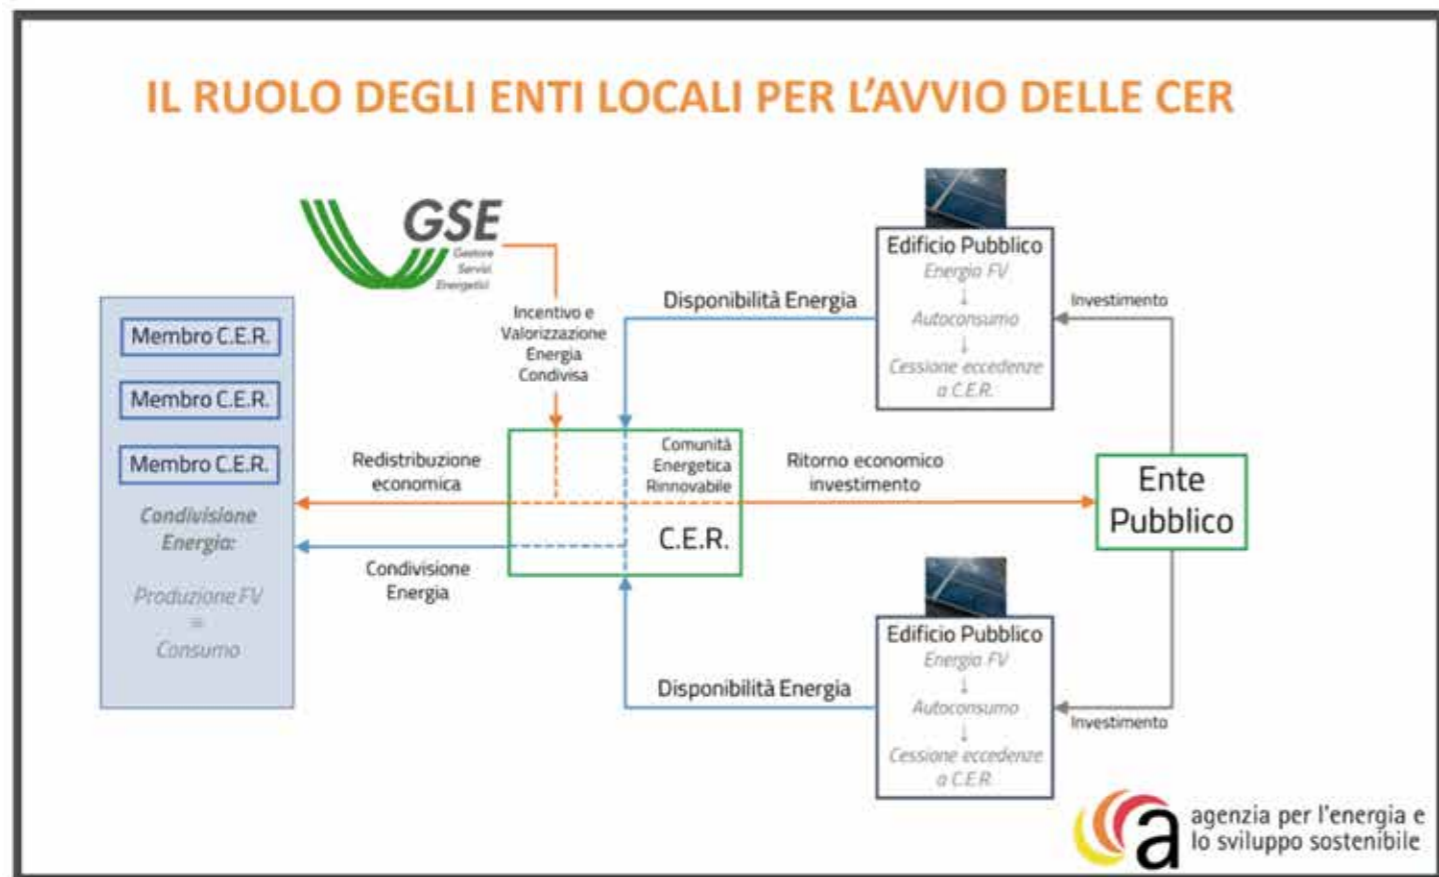 IL RUOLO DEGLI ENTI LOCALI PER L'AVVIO DELLE CER
GSE
Gestore
Servizi
Energetici
Incentivo e
Valorizzazione
Energia
Condivisa
Membro C.E.R.
Membro C.E.R.
Membro C.E.R.
Condivisione
Energia:
Produzione FV
=
Consumo
Redistribuzione
economica
Condivisione
Energia
Comunità
Energetica
Rinnovabile
C.E.R.
Disponibilità Energia
Edificio Pubblico
Energia FV
↓
Autoconsumo
↓
Cessione eccedenze
a C.E.R.
Investimento
Ritorno economico
investimento
Ente
Pubblico
Disponibilità Energia
Edificio Pubblico
Energia FV
↓
Autoconsumo
↓
Cessione eccedenze
a C.E.R.
Investimento
a
agenzia per l'energia e
lo sviluppo sostenibile